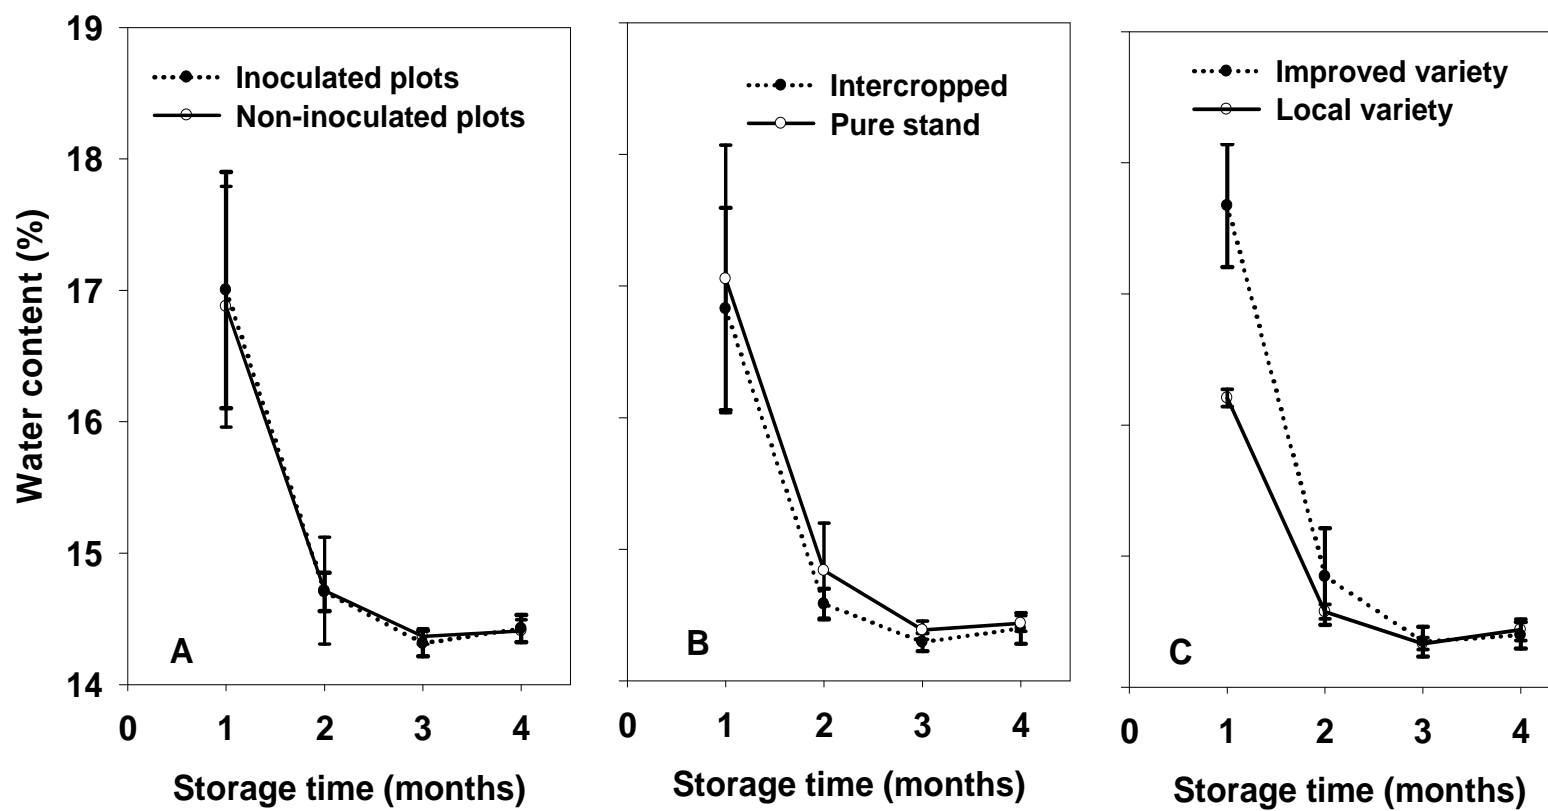 19
18
17
16
15
14
Water content (%)
Inoculated plots
Non-inoculated plots
A
0 1 2 3 4
Storage time (months)
Intercropped
Pure stand
B
0 1 2 3 4
Storage time (months)
Improved variety
Local variety
C
0 1 2 3 4
Storage time (months)